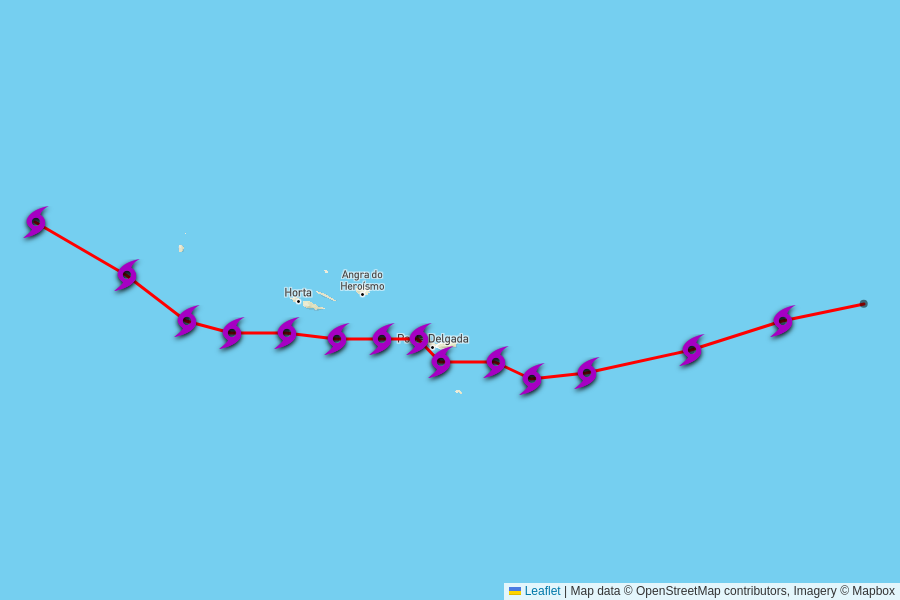 Angra do
Heroísmo
Horta
Delgada
Leaflet | Map data © OpenStreetMap contributors, Imagery © Mapbox